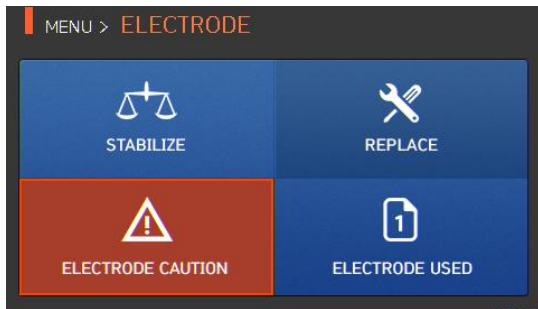 MENU > ELECTRODE
STABILIZE
REPLACE
ELECTRODE CAUTION
1
ELECTRODE USED